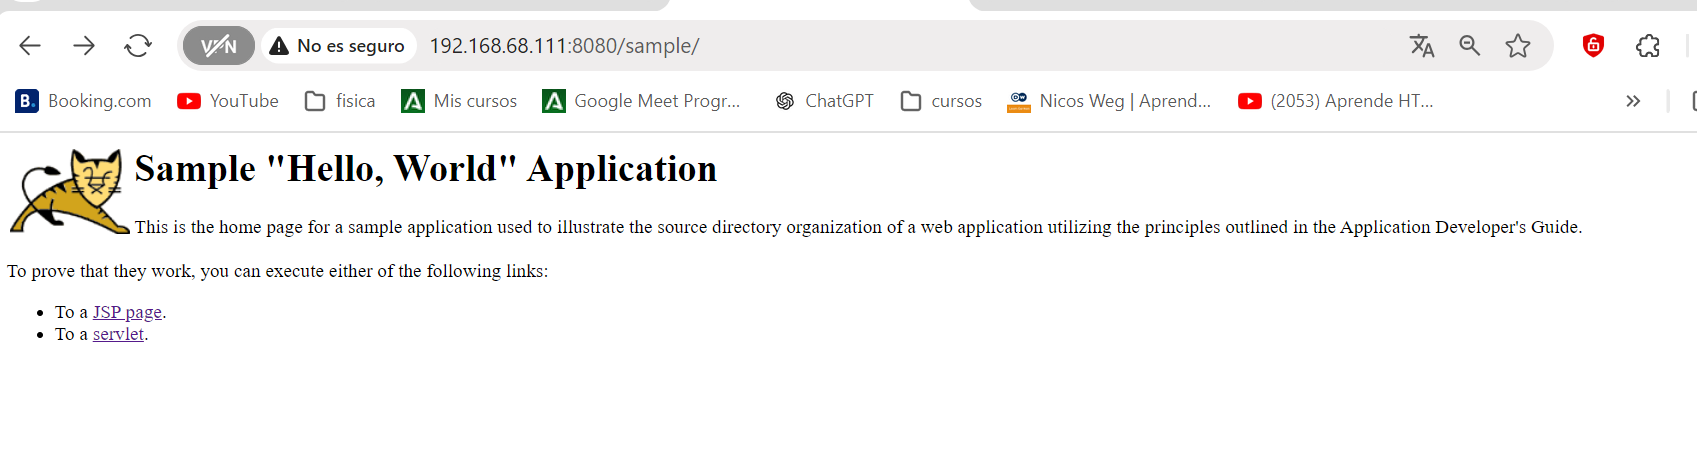 VPN No es seguro 192.168.68.111:8080/sample/
B. Booking.com YouTube fisica Mis cursos Google Meet Progr... ChatGPT cursos Nicos Weg | Aprend... (2053) Aprende HT...
Sample "Hello, World" Application
This is the home page for a sample application used to illustrate the source directory organization of a web application utilizing the principles outlined in the Application Developer's Guide.
To prove that they work, you can execute either of the following links:
• To a JSP page.
• To a servlet.